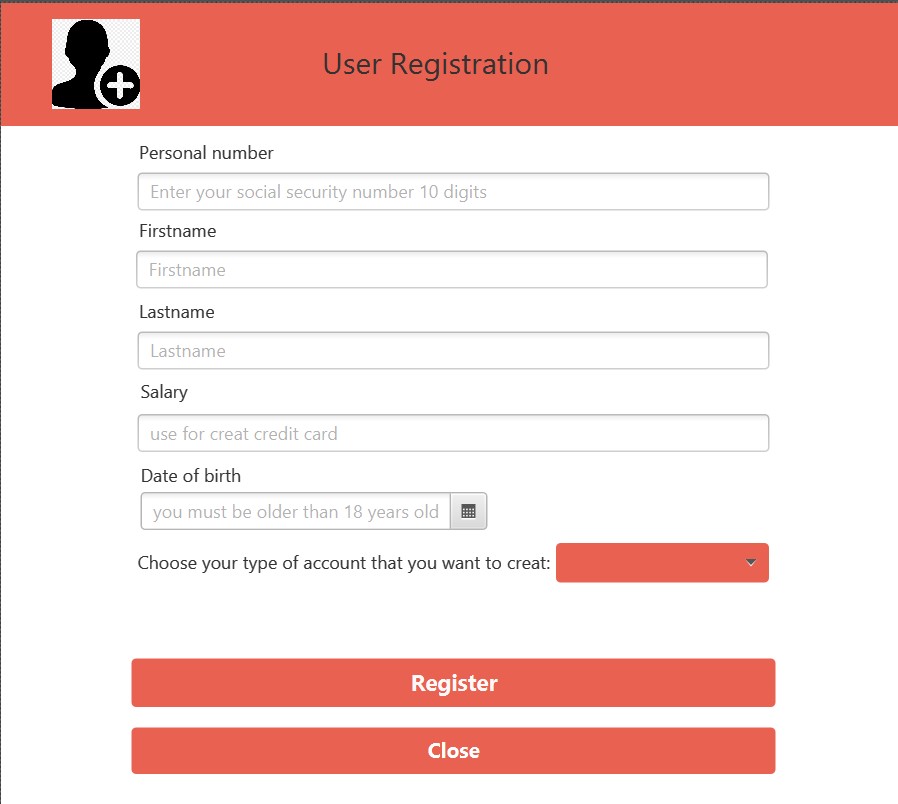 User Registration
Personal number
Enter your social security number 10 digits
Firstname
Firstname
Lastname
Lastname
Salary
use for creat credit card
Date of birth
you must be older than 18 years old
Choose your type of account that you want to creat:
Register
Close